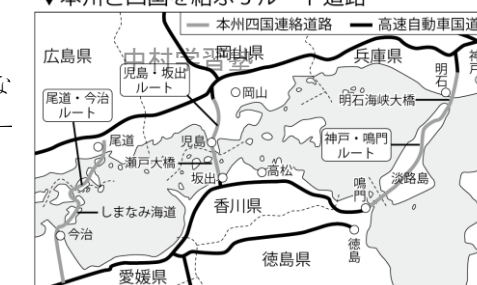 ▼本州と四国を結ぶ3ルート道路
本州四国連絡道路
高速自動車国道
広島県
中村学習塾
岡山県
兵庫県
神戸
明石
児島・坂出
ルート
岡山
明石海峡大橋
尾道・今治
ルート
な
尾道
児島
神戸・鳴門
ルート
瀬戸大橋
坂出
高松
鳴門
淡路島
しまなみ海道
香川県
今治
徳島
徳島県
愛媛県